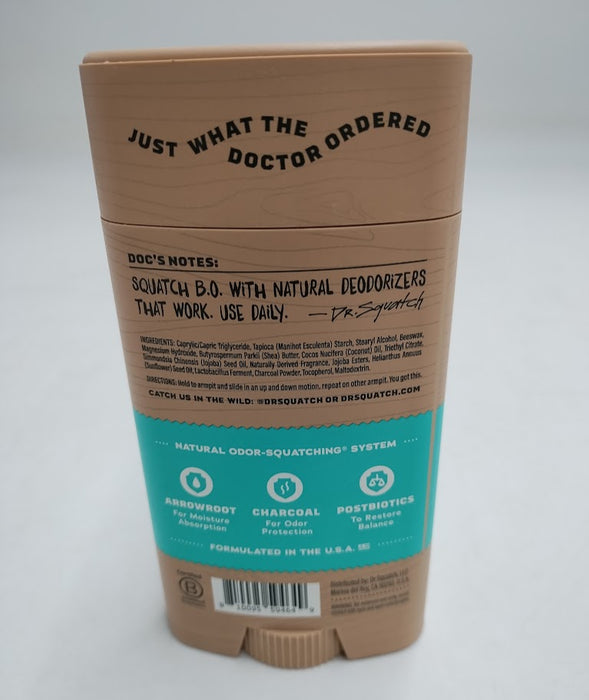 JUST WHAT THE
DOCTOR ORDERED
DOC'S NOTES:
SQUATCH B.O. WITH NATURAL DEODORIZERS
THAT WORK. USE DAILY. — Dr. Squatch
INGREDIENTS: Caprylic/Capric Triglyceride, Tapioca (Manihot Esculenta) Starch, Stearyl Alcohol, Beeswax,
Magnesium Hydroxide, Butyrospermum Parkii (Shea) Butter, Cocos Nucifera (Coconut) Oil, Triethyl Citrate,
Simmondsia Chinensis (Jojoba) Seed Oil, Naturally Derived Fragrance, Jojoba Esters, Helianthus Annuus
(Sunflower) Seed Oil, Lactobacillus Ferment, Charcoal Powder, Tocopherol, Maltodextrin.
DIRECTIONS: Hold to armpit and slide in an up and down motion, repeat on other armpit. You got this.
CATCH US IN THE WILD: @DRSQUATCH OR DRSQUATCH.COM
NATURAL ODOR-SQUATCHING® SYSTEM
ARROWROOT
For Moisture
Absorption
CHARCOAL
For Odor
Protection
POSTBIOTICS
To Restore
Balance
FORMULATED IN THE U.S.A.
Certified
B
Distributed by: Dr. Squatch, LLC
Marina del Rey, CA 90292, U.S.A.